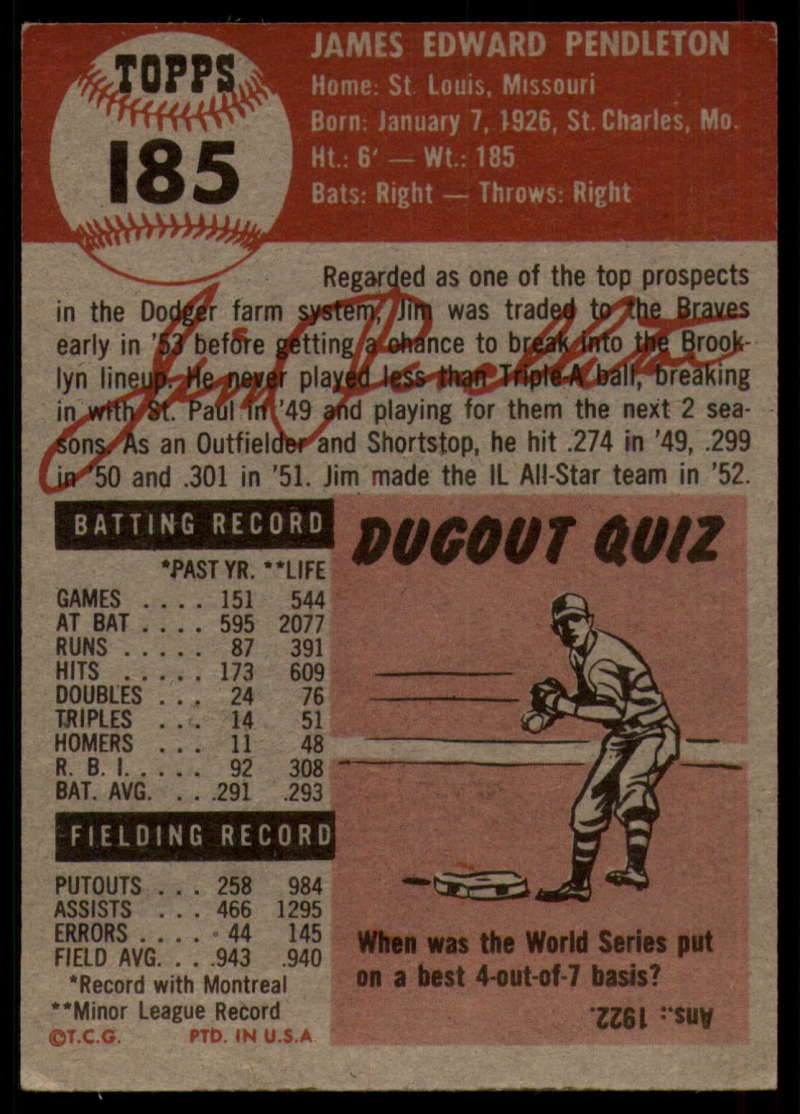 TOPPS
185
JAMES EDWARD PENDLETON
Home: St. Louis, Missouri
Born: January 7, 1926, St. Charles, Mo.
Ht.: 6' — Wt.: 185
Bats: Right — Throws: Right
Regarded as one of the top prospects
in the Dodger farm system, Jim was traded to the Braves
early in '53 before getting a chance to break into the Brook-
lyn lineup. He never played less than Triple-A ball, breaking
in with St. Paul in '49 and playing for them the next 2 sea-
sons. As an Outfielder and Shortstop, he hit .274 in '49, .299
in '50 and .301 in '51. Jim made the IL All-Star team in '52.
Jim Pendleton
BATTING RECORD
*PAST YR. **LIFE
GAMES .... 151 544
AT BAT .... 595 2077
RUNS ..... 87 391
HITS ..... 173 609
DOUBLES ... 24 76
TRIPLES ... 14 51
HOMERS ... 11 48
R. B. I. .... 92 308
BAT. AVG. ... .291 .293
FIELDING RECORD
PUTOUTS ... 258 984
ASSISTS ... 466 1295
ERRORS .... 44 145
FIELD AVG. ... .943 .940
*Record with Montreal
**Minor League Record
©T.C.G. PTD. IN U.S.A
DUGOUT QUIZ
When was the World Series put
on a best 4-out-of-7 basis?
Ans.: 1922.